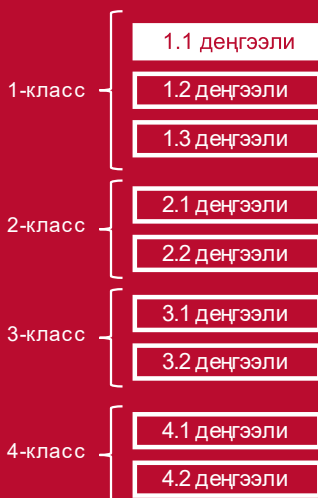 1-класс
1.1 деңгээли
1.2 деңгээли
1.3 деңгээли
2-класс
2.1 деңгээли
2.2 деңгээли
3-класс
3.1 деңгээли
3.2 деңгээли
4-класс
4.1 деңгээли
4.2 деңгээли